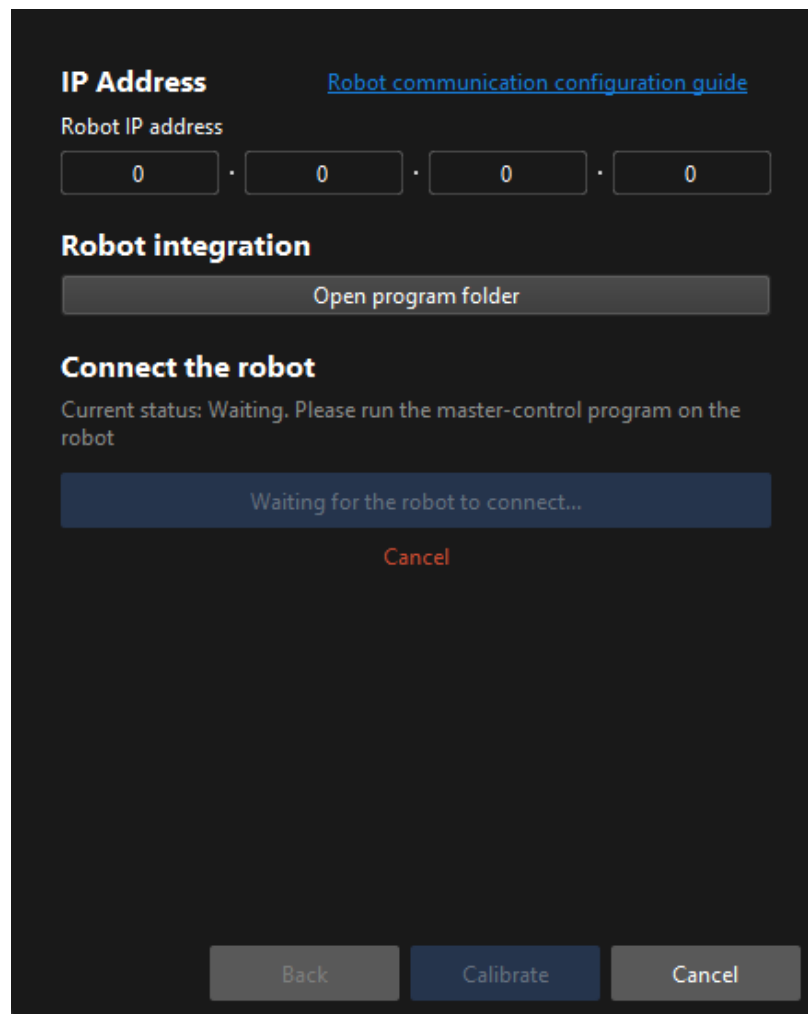 IP Address Robot communication configuration guide
Robot IP address
0 . 0 . 0 . 0
Robot integration
Open program folder
Connect the robot
Current status: Waiting. Please run the master-control program on the
robot
Waiting for the robot to connect...
Cancel
Back Calibrate Cancel